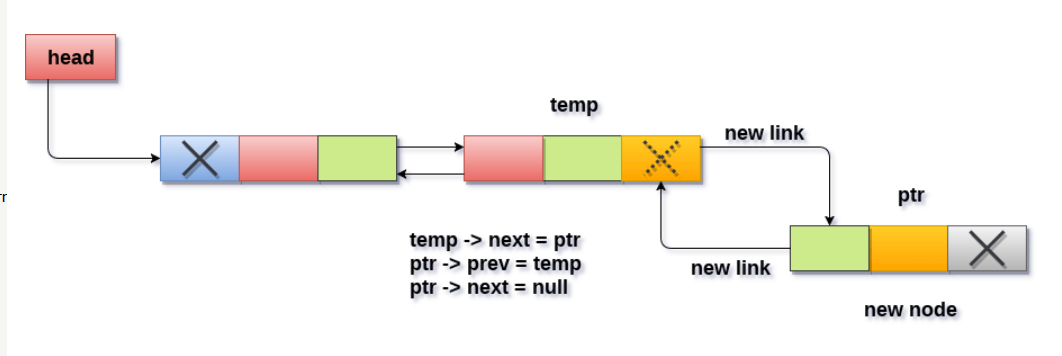 head
temp
new link
ptr
temp -> next = ptr
ptr -> prev = temp
ptr -> next = null
new link
new node